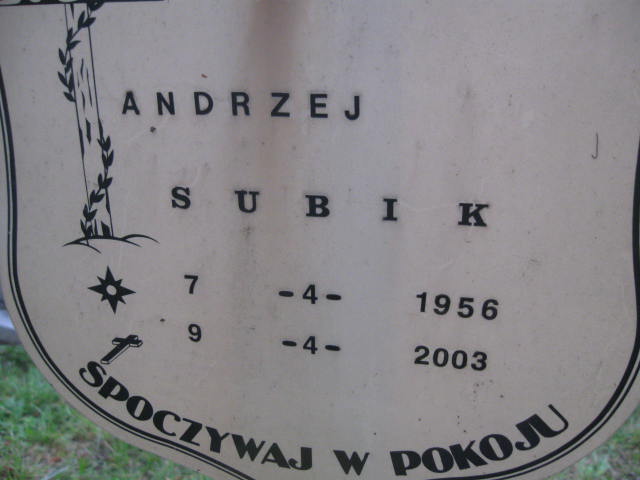 ANDRZEJ
SUBIK
7 -4- 1956
9 -4- 2003
SPOCZYWAJ W POKOJU